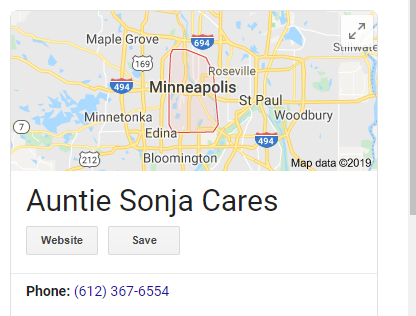 Maple Grove
694
Stillwate
169
Roseville
494
Minneapolis
St Paul
Minnetonka
Woodbury
7
Edina
494
212
Bloomington
Map data ©2019
Auntie Sonja Cares
Website Save
Phone: (612) 367-6554